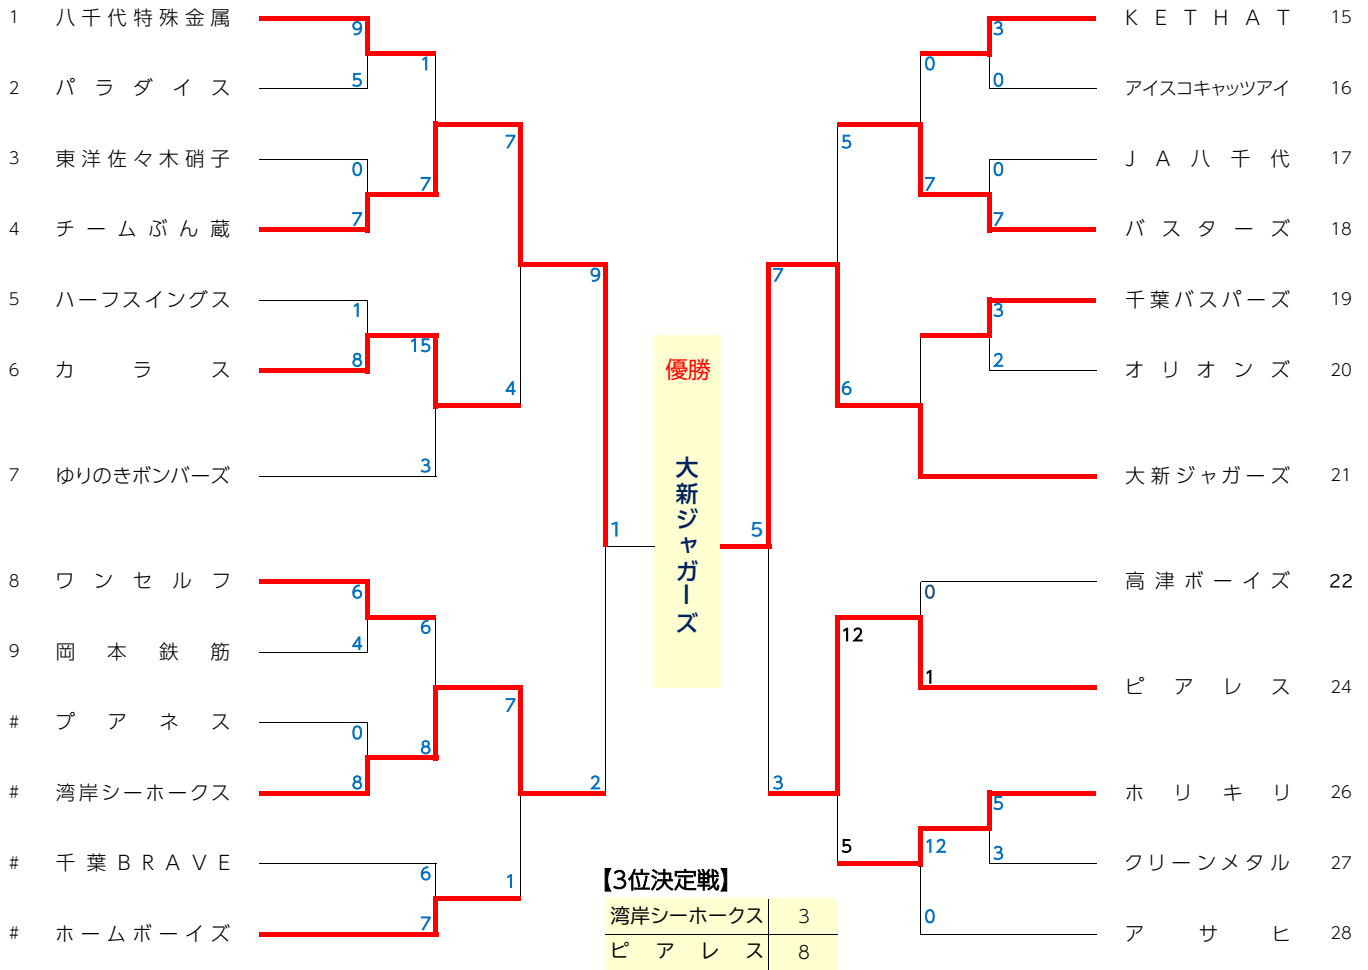 1 八千代特殊金属
9
1
2 パラダイス
5
7
3 東洋佐々木硝子
0
7
4 チームぶん蔵
7
9
5 ハーフスイングス
1
15
6 カラス
8
4
7 ゆりのきボンバーズ
3
1
8 ワンセルフ
6
6
9 岡本鉄筋
4
7
# プアネス
0
8
# 湾岸シーホークス
8
2
# 千葉BRAVE
6
1
# ホームボーイズ
7
優勝
大新ジャガーズ
KETHAT 15
3
0
アイスコキャッツアイ 16
0
5
JA八千代 17
0
7
バスターズ 18
7
7
千葉バスパーズ 19
3
オリオンズ 20
2
6
大新ジャガーズ 21
5
高津ボーイズ 22
0
12
ピアレス 24
1
3
ホリキリ 26
5
5
12
クリーンメタル 27
3
アサヒ 28
0
【3位決定戦】
湾岸シーホークス 3
ピアレス 8